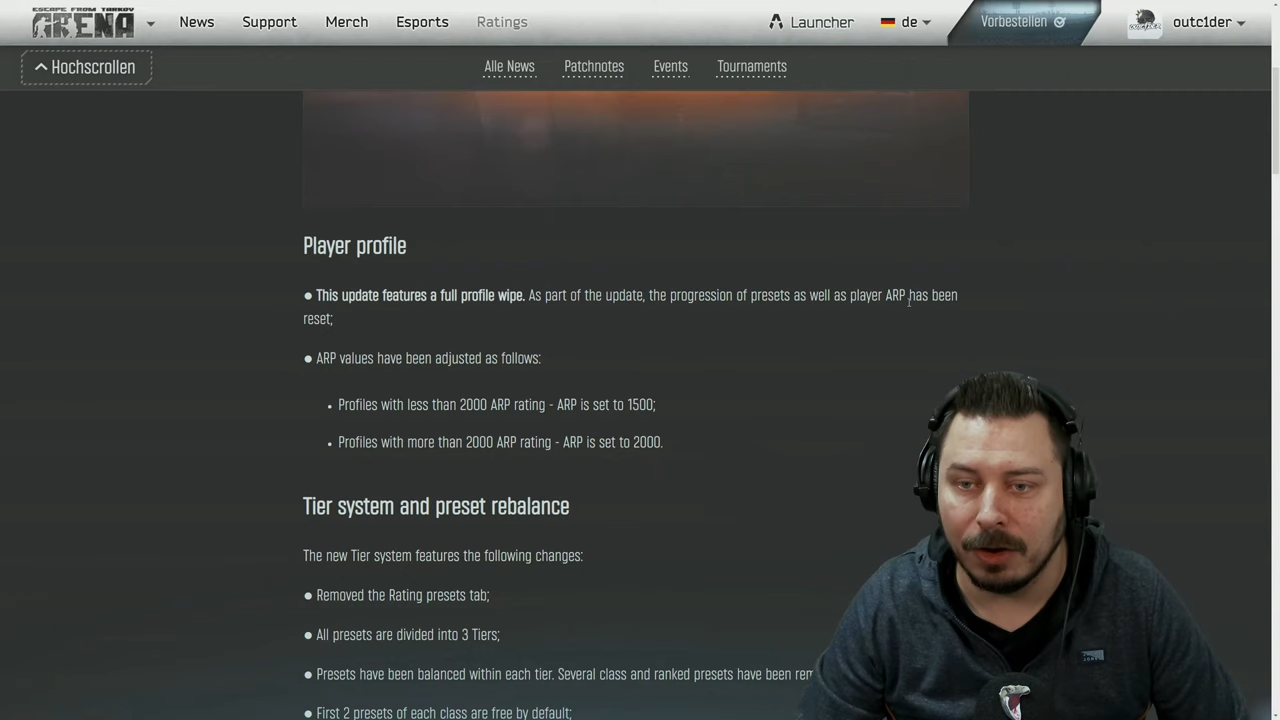 ESCAPE FROM TARKOV
ARENA
News
Support
Merch
Esports
Ratings
Launcher
de
Vorbestellen
outc1der
Hochscrollen
Alle News
Patchnotes
Events
Tournaments
Player profile
● This update features a full profile wipe. As part of the update, the progression of presets as well as player ARP has been
reset;
● ARP values have been adjusted as follows:
• Profiles with less than 2000 ARP rating - ARP is set to 1500;
• Profiles with more than 2000 ARP rating - ARP is set to 2000.
Tier system and preset rebalance
The new Tier system features the following changes:
● Removed the Rating presets tab;
● All presets are divided into 3 Tiers;
● Presets have been balanced within each tier. Several class and ranked presets have been
● First 2 presets of each class are free by default;